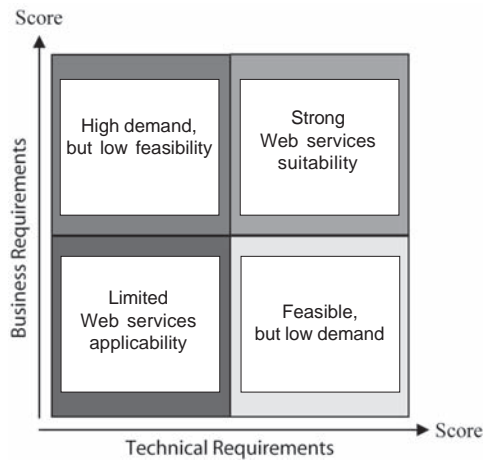 Score
High demand,
but low feasibility
Strong
Web services
suitability
Business Requirements
Limited
Web services
applicability
Feasible,
but low demand
Score
Technical Requirements